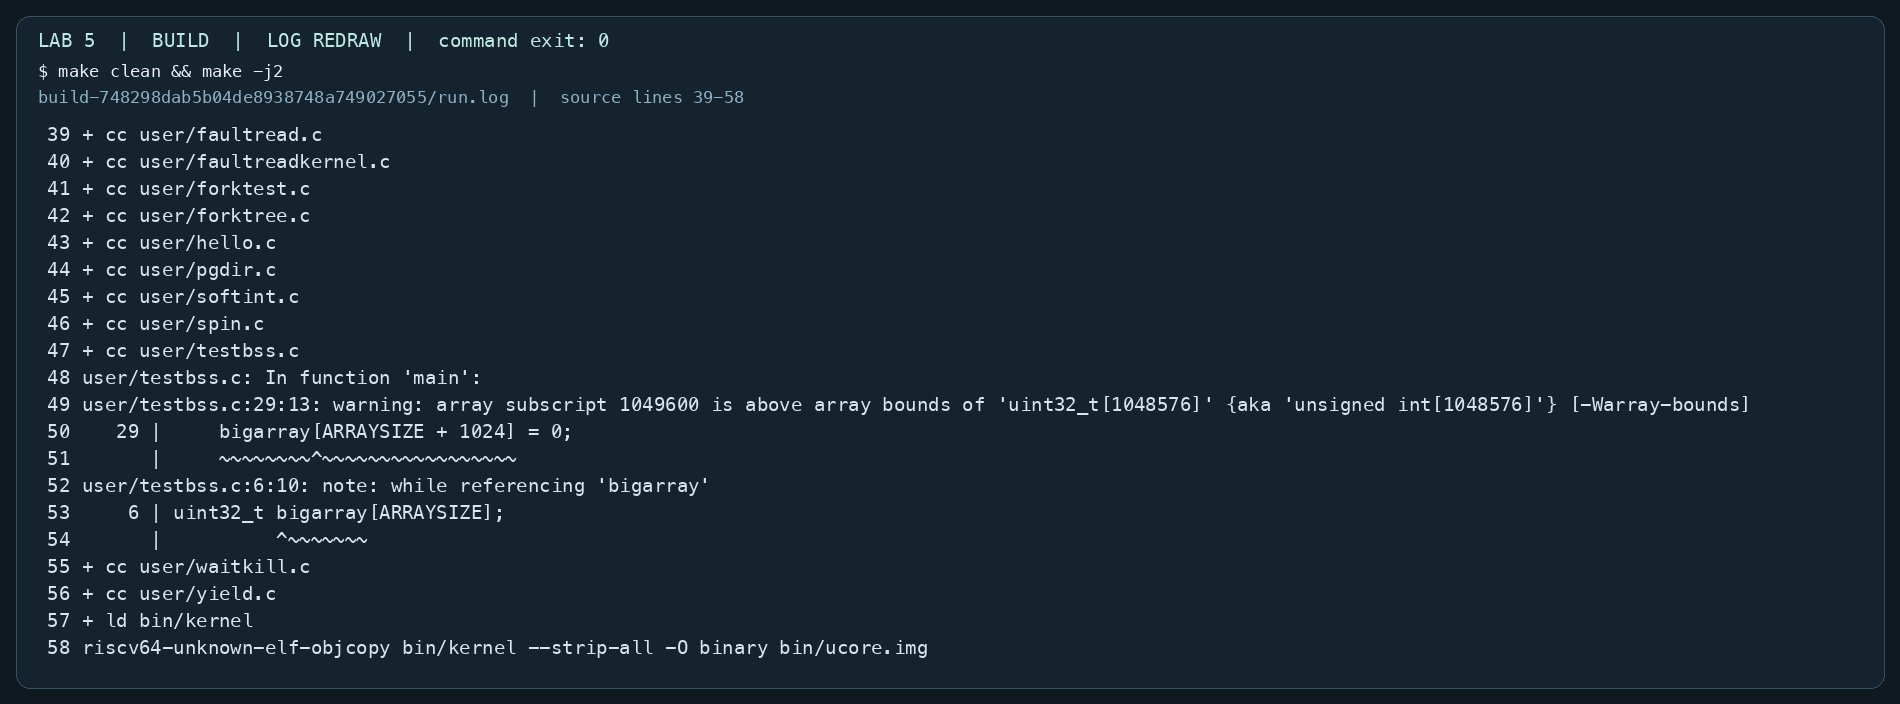 LAB 5  |  BUILD  |  LOG REDRAW  |  command exit: 0
$ make clean && make -j2
build-748298dab5b04de8938748a749027055/run.log  |  source lines 39-58
39 + cc user/faultread.c
40 + cc user/faultreadkernel.c
41 + cc user/forktest.c
42 + cc user/forktree.c
43 + cc user/hello.c
44 + cc user/pgdir.c
45 + cc user/softint.c
46 + cc user/spin.c
47 + cc user/testbss.c
48 user/testbss.c: In function 'main':
49 user/testbss.c:29:13: warning: array subscript 1049600 is above array bounds of 'uint32_t[1048576]' {aka 'unsigned int[1048576]'} [-Warray-bounds]
50    29 |     bigarray[ARRAYSIZE + 1024] = 0;
51       |     ~~~~~~~~^~~~~~~~~~~~~~~~~~
52 user/testbss.c:6:10: note: while referencing 'bigarray'
53     6 | uint32_t bigarray[ARRAYSIZE];
54       |          ^~~~~~~~
55 + cc user/waitkill.c
56 + cc user/yield.c
57 + ld bin/kernel
58 riscv64-unknown-elf-objcopy bin/kernel --strip-all -O binary bin/ucore.img